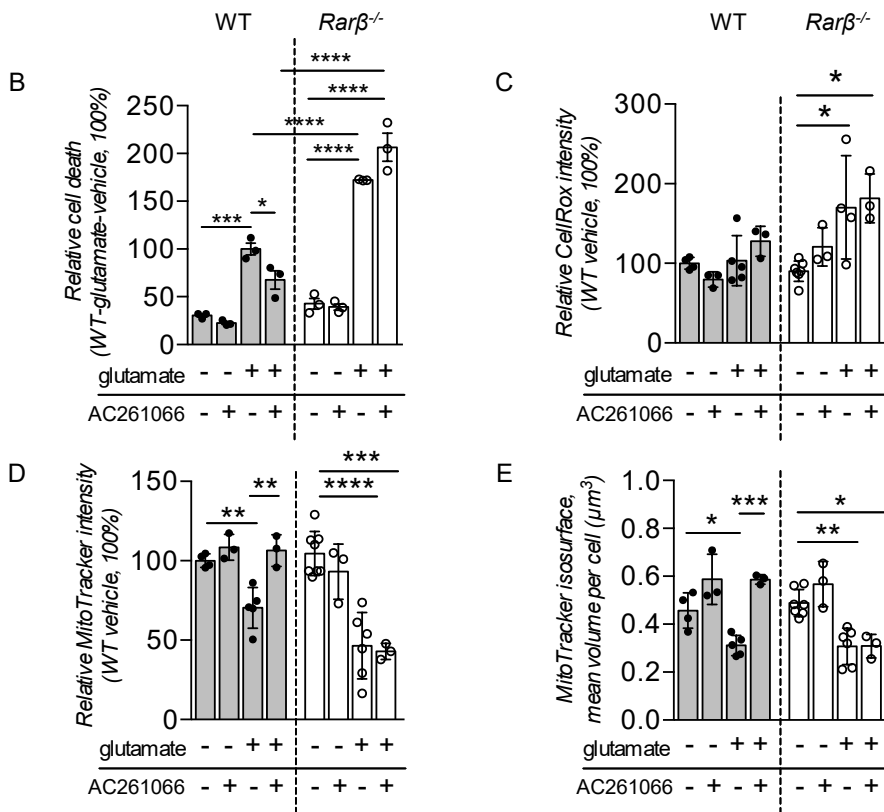 WT Rarβ-/- WT Rarβ-/-
B
Relative cell death
(WT-glutamate-vehicle, 100%)
250
200
150
100
50
0
*** * **** **** **** ****
glutamate - - + + - - + +
AC261066 - + - + - + - +
C
Relative CellRox intensity
(WT vehicle, 100%)
300
200
100
0
* *
glutamate - - + + - - + +
AC261066 - + - + - + - +
D
Relative MitoTracker intensity
(WT vehicle, 100%)
150
100
50
0
** ** *** ****
glutamate - - + + - - + +
AC261066 - + - + - + - +
E
MitoTracker isosurface,
mean volume per cell (µm³)
1.0
0.8
0.6
0.4
0.2
0.0
* *** * **
glutamate - - + + - - + +
AC261066 - + - + - + - +